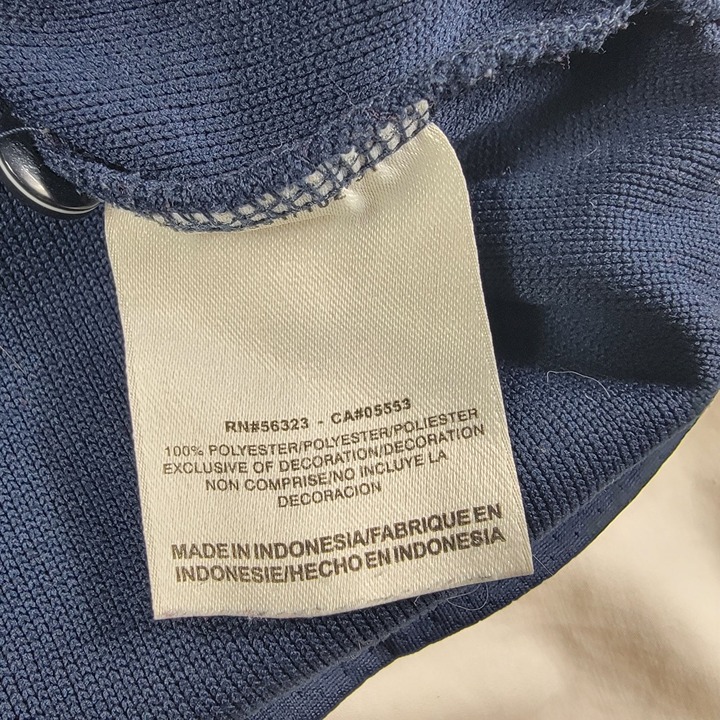 RN#56323 - CA#05553
100% POLYESTER/POLYESTER/POLIESTER
EXCLUSIVE OF DECORATION/DECORATION
NON COMPRISE/NO INCLUYE LA
DECORACION
MADE IN INDONESIA/FABRIQUE EN
INDONESIE/HECHO EN INDONESIA